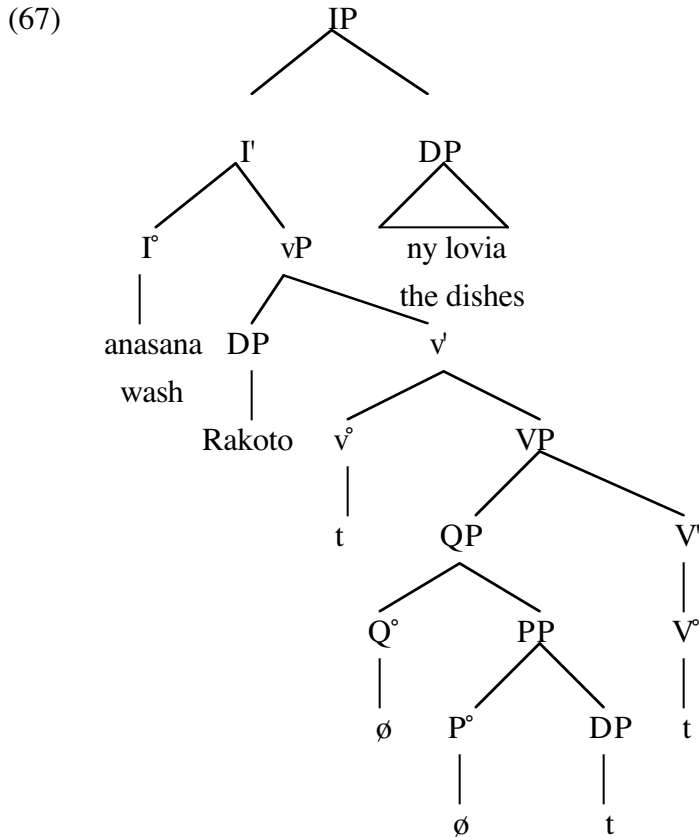 (67) IP
I' DP
I° vP ny lovia
the dishes
anasana DP v'
wash
Rakoto v° VP
t QP V'
Q° PP V°
ø P° DP t
ø t